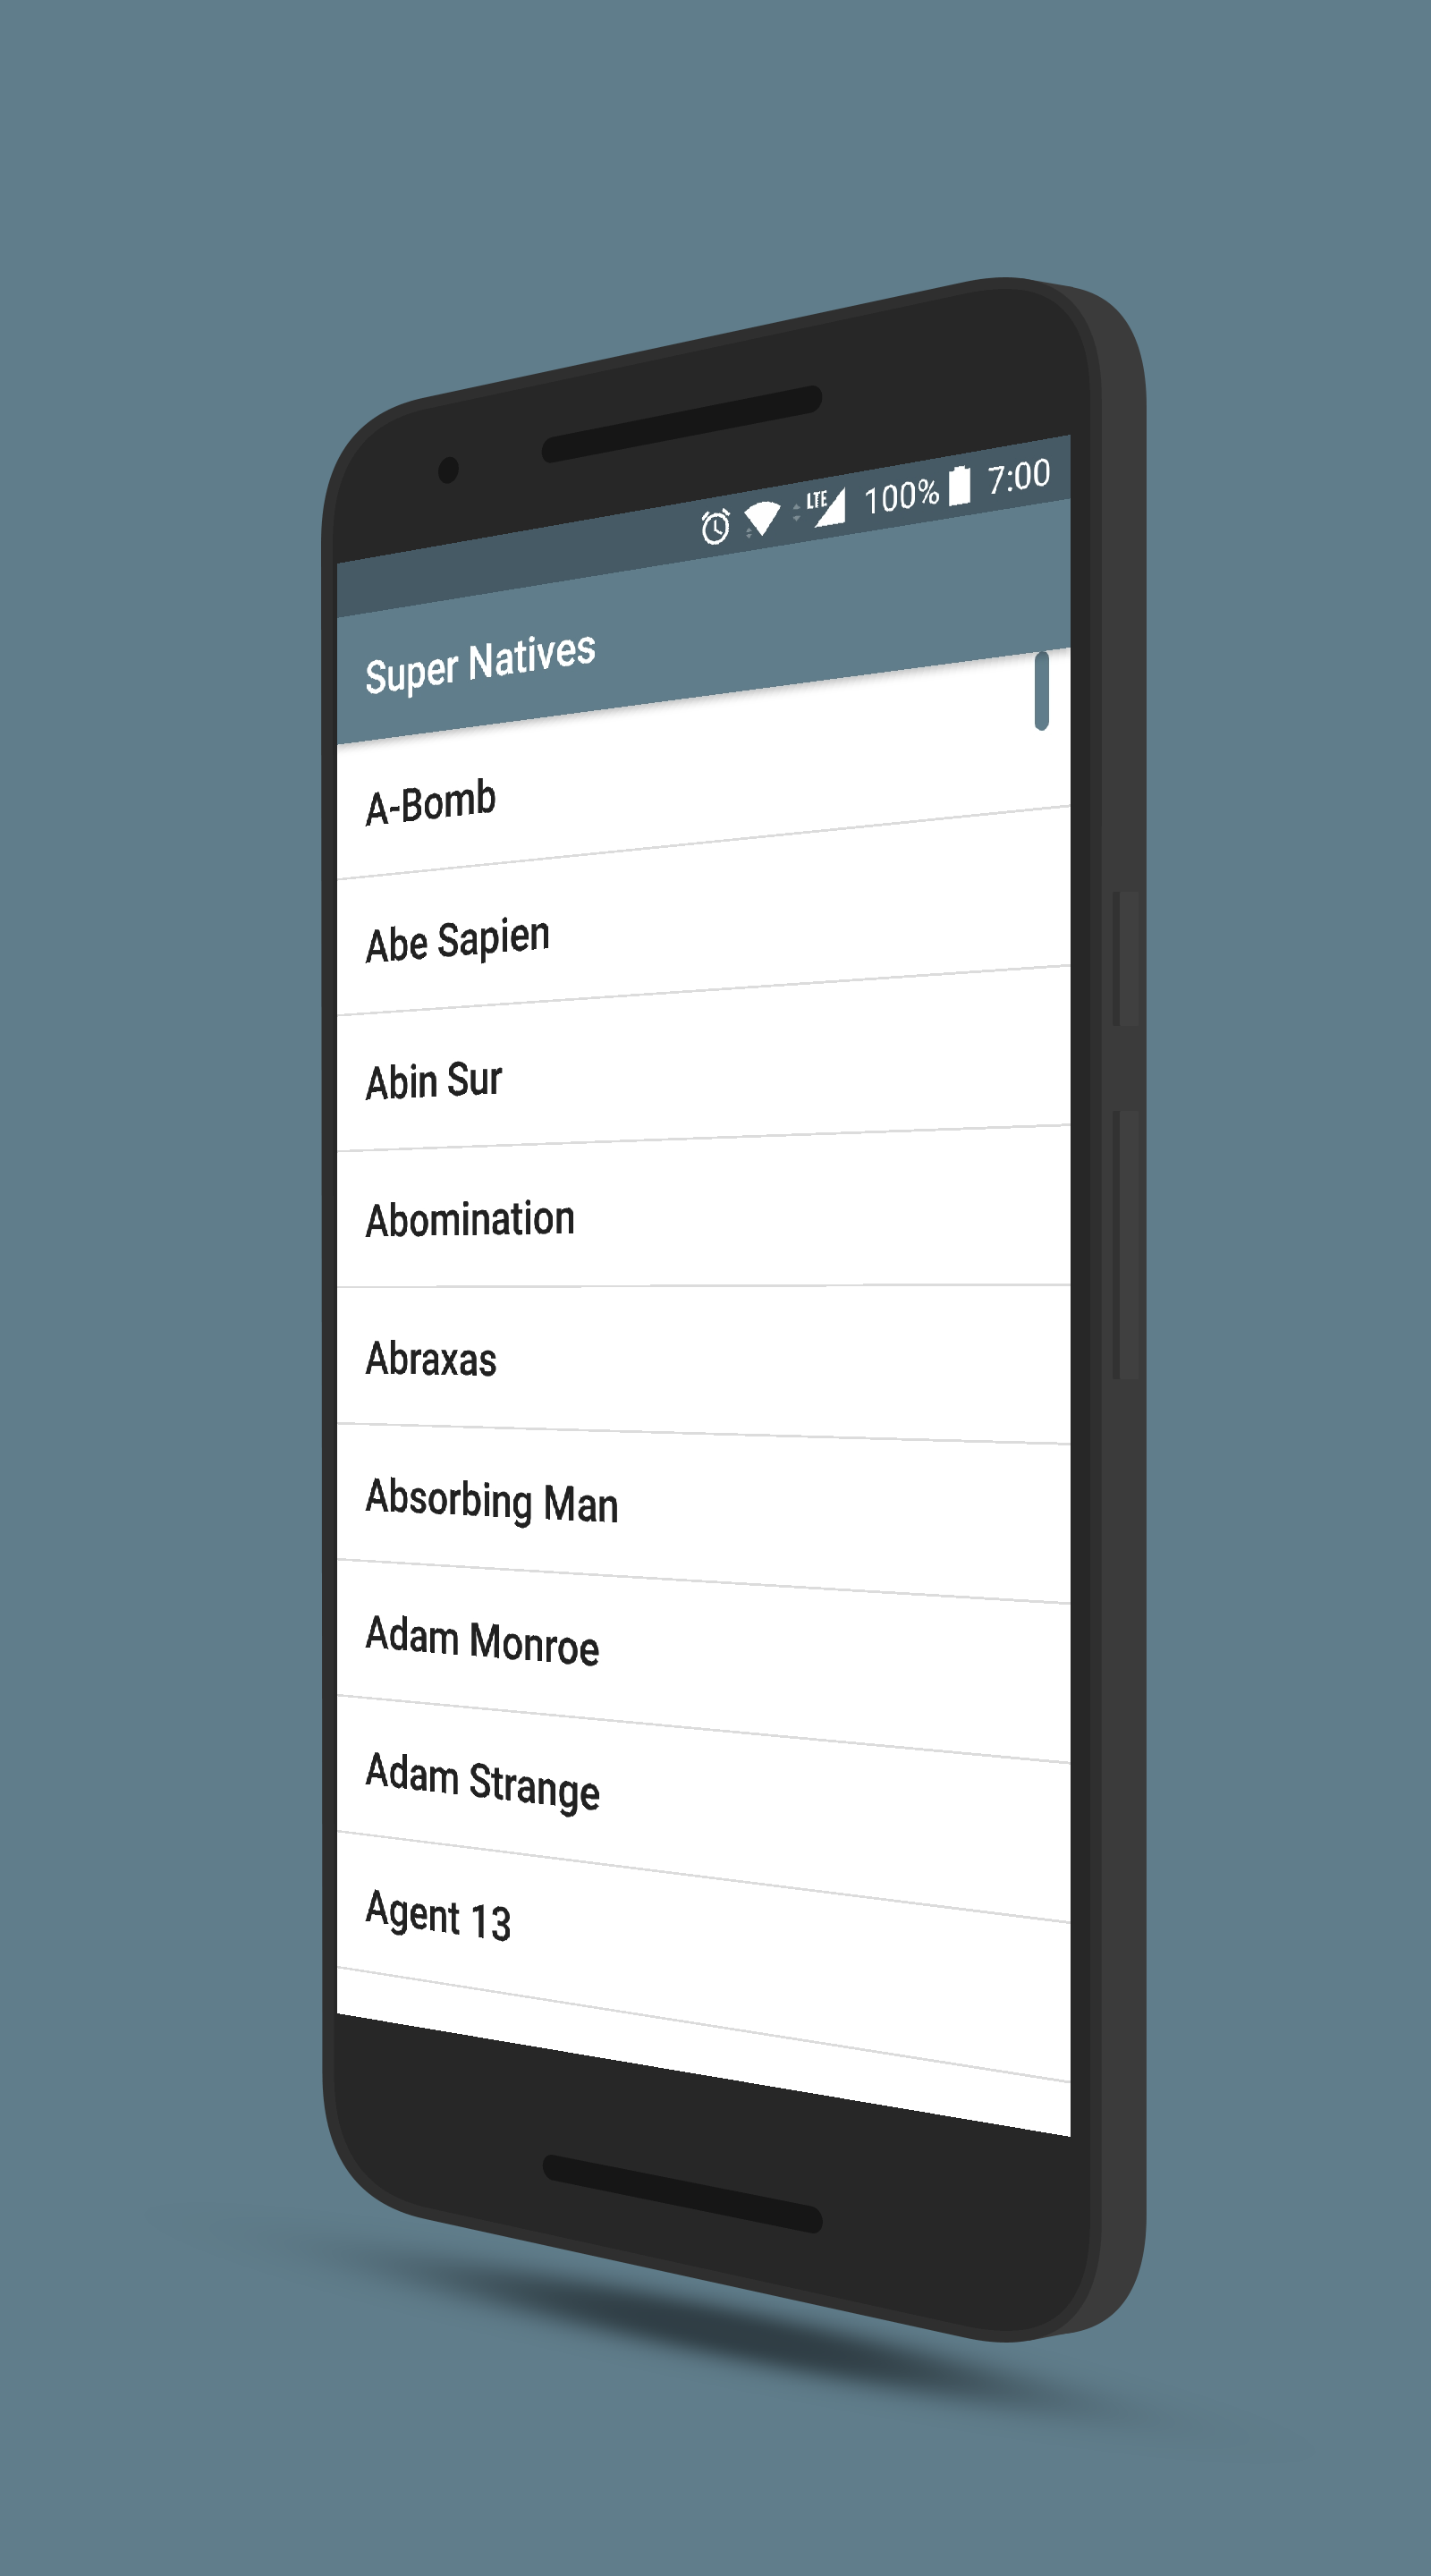 LTE 100% 7:00
Super Natives
A-Bomb
Abe Sapien
Abin Sur
Abomination
Abraxas
Absorbing Man
Adam Monroe
Adam Strange
Agent 13